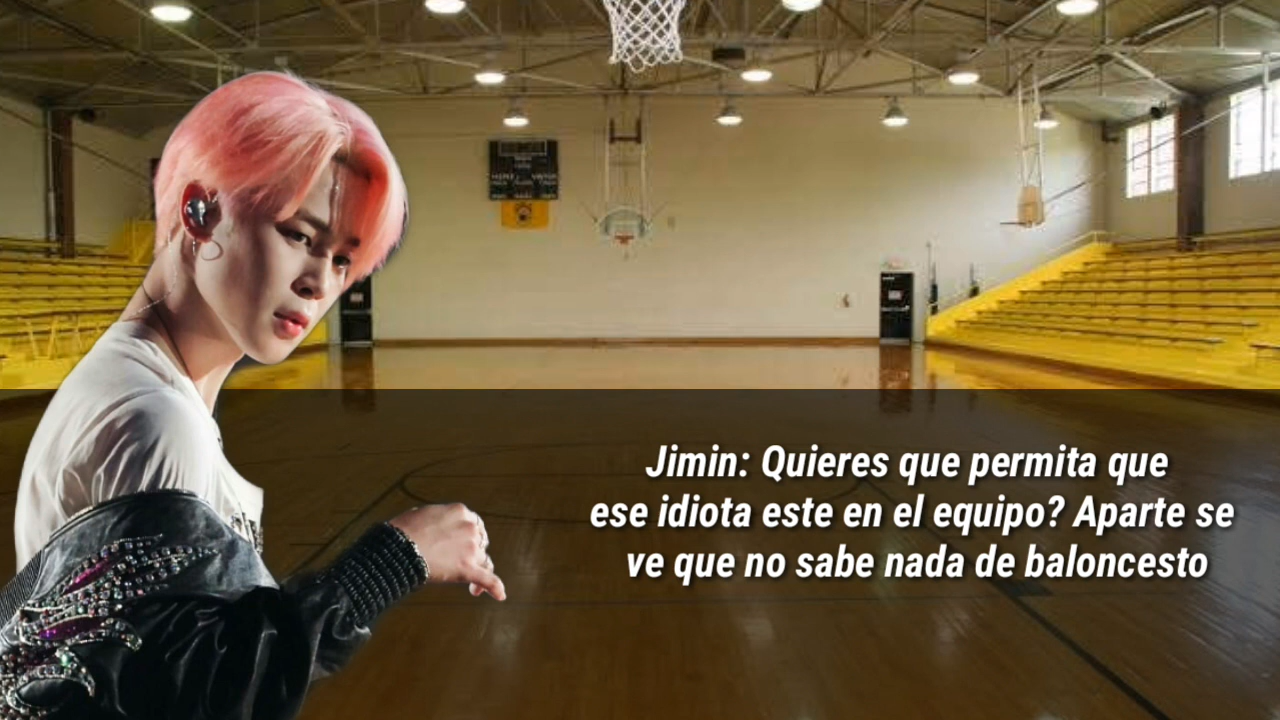 Jimin: Quieres que permita que
ese idiota este en el equipo? Aparte se
ve que no sabe nada de baloncesto